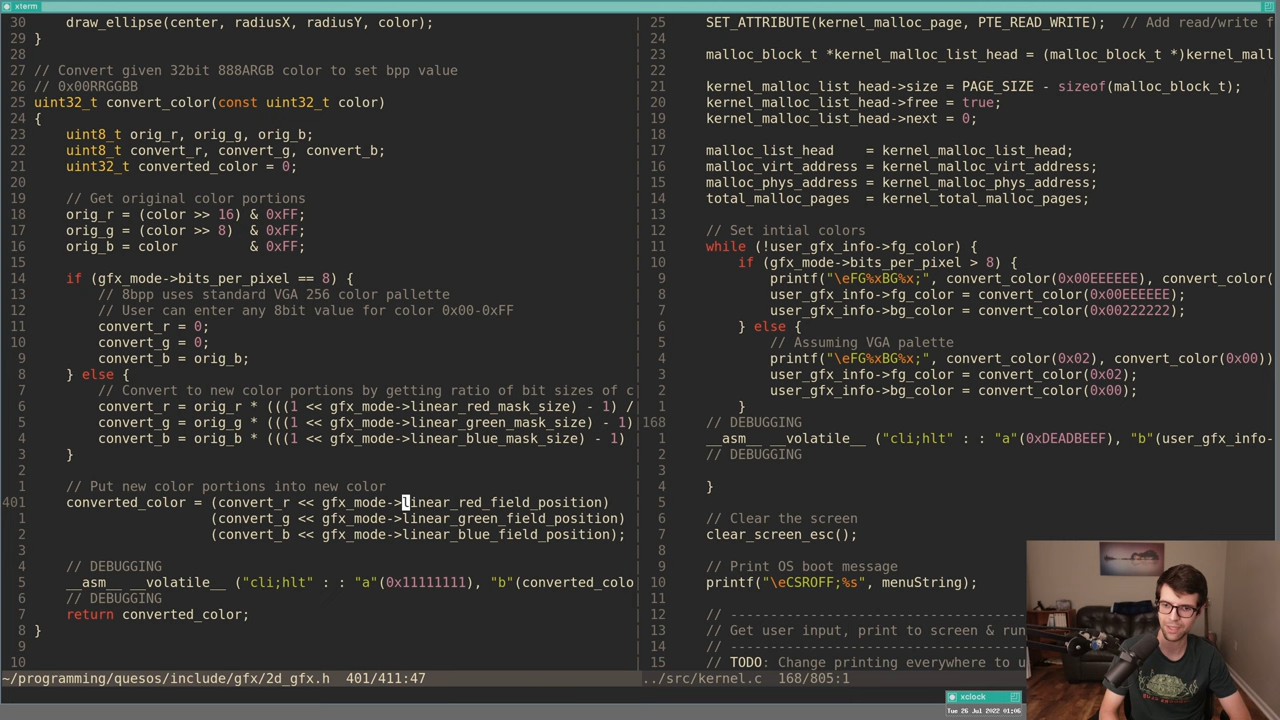 xterm
30 draw_ellipse(center, radiusX, radiusY, color);
29 }
28
27 // Convert given 32bit 888ARGB color to set bpp value
26 // 0x00RRGGBB
25 uint32_t convert_color(const uint32_t color)
24 {
23 uint8_t orig_r, orig_g, orig_b;
22 uint8_t convert_r, convert_g, convert_b;
21 uint32_t converted_color = 0;
20
19 // Get original color portions
18 orig_r = (color >> 16) & 0xFF;
17 orig_g = (color >> 8) & 0xFF;
16 orig_b = color & 0xFF;
15
14 if (gfx_mode->bits_per_pixel == 8) {
13 // 8bpp uses standard VGA 256 color pallette
12 // User can enter any 8bit value for color 0x00-0xFF
11 convert_r = 0;
10 convert_g = 0;
9 convert_b = orig_b;
8 } else {
7 // Convert to new color portions by getting ratio of bit sizes of c
6 convert_r = orig_r * (((1 << gfx_mode->linear_red_mask_size) - 1) /
5 convert_g = orig_g * (((1 << gfx_mode->linear_green_mask_size) - 1)
4 convert_b = orig_b * (((1 << gfx_mode->linear_blue_mask_size) - 1)
3 }
2
1 // Put new color portions into new color
401 converted_color = (convert_r << gfx_mode->linear_red_field_position)
1 (convert_g << gfx_mode->linear_green_field_position)
2 (convert_b << gfx_mode->linear_blue_field_position);
3
4 // DEBUGGING
5 __asm__ __volatile__ ("cli;hlt" : : "a"(0x11111111), "b"(converted_colo
6 // DEBUGGING
7 return converted_color;
8 }
9
10
~/programming/quesos/include/gfx/2d_gfx.h 401/411:47
25 SET_ATTRIBUTE(kernel_malloc_page, PTE_READ_WRITE); // Add read/write f
24
23 malloc_block_t *kernel_malloc_list_head = (malloc_block_t *)kernel_mall
22
21 kernel_malloc_list_head->size = PAGE_SIZE - sizeof(malloc_block_t);
20 kernel_malloc_list_head->free = true;
19 kernel_malloc_list_head->next = 0;
18
17 malloc_list_head = kernel_malloc_list_head;
16 malloc_virt_address = kernel_malloc_virt_address;
15 malloc_phys_address = kernel_malloc_phys_address;
14 total_malloc_pages = kernel_total_malloc_pages;
13
12 // Set intial colors
11 while (!user_gfx_info->fg_color) {
10 if (gfx_mode->bits_per_pixel > 8) {
9 printf("\eFG%xBG%x;", convert_color(0x00EEEEEE), convert_color(
8 user_gfx_info->fg_color = convert_color(0x00EEEEEE);
7 user_gfx_info->bg_color = convert_color(0x00222222);
6 } else {
5 // Assuming VGA palette
4 printf("\eFG%xBG%x;", convert_color(0x02), convert_color(0x00))
3 user_gfx_info->fg_color = convert_color(0x02);
2 user_gfx_info->bg_color = convert_color(0x00);
1 }
168 // DEBUGGING
1 __asm__ __volatile__ ("cli;hlt" : : "a"(0xDEADBEEF), "b"(user_gfx_info-
2 // DEBUGGING
3
4 }
5
6 // Clear the screen
7 clear_screen_esc();
8
9 // Print OS boot message
10 printf("\eCSROFF;%s", menuString);
11
12 // ------------------------------------
13 // Get user input, print to screen & run
14 // ------------------------------------
15 // TODO: Change printing everywhere to u
../src/kernel.c 168/805:1
xclock
Tue 26 Jul 2022 01:06